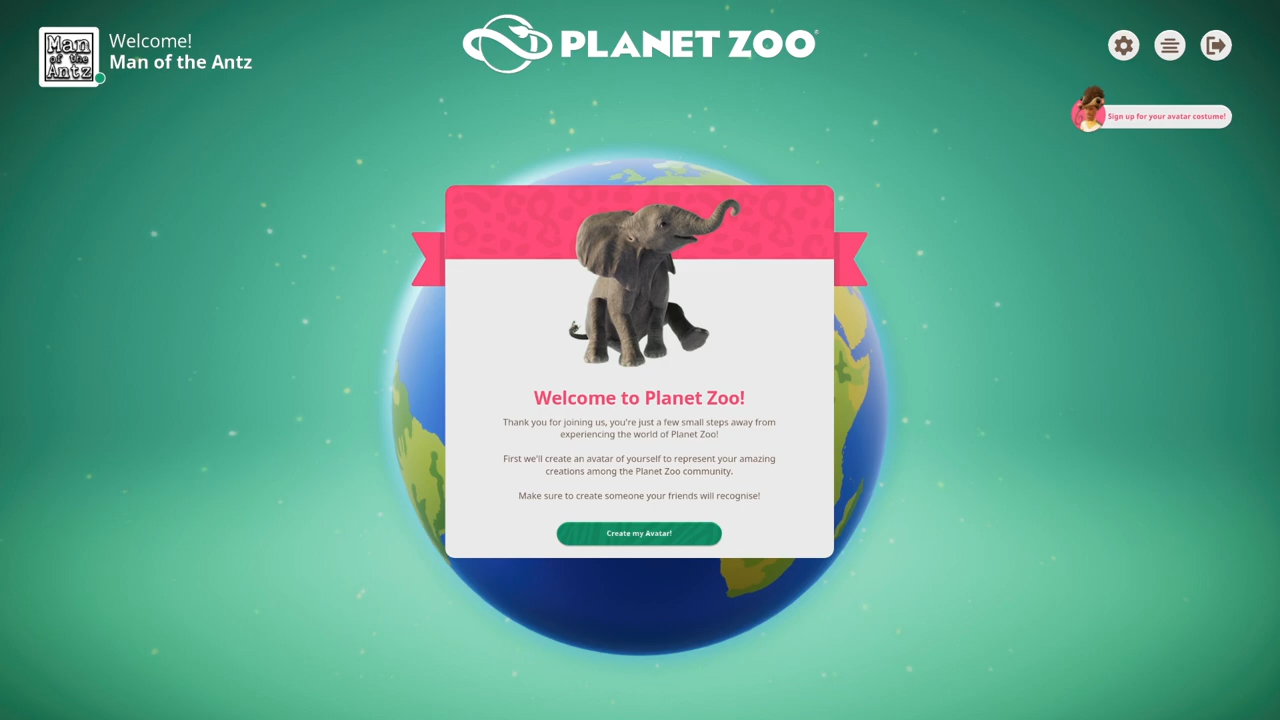 Man
of the
Antz
Welcome!
Man of the Antz
PLANET ZOO
Sign up for your avatar costume!
Welcome to Planet Zoo!
Thank you for joining us, you're just a few small steps away from
experiencing the world of Planet Zoo!
First we'll create an avatar of yourself to represent your amazing
creations among the Planet Zoo community.
Make sure to create someone your friends will recognise!
Create my Avatar!